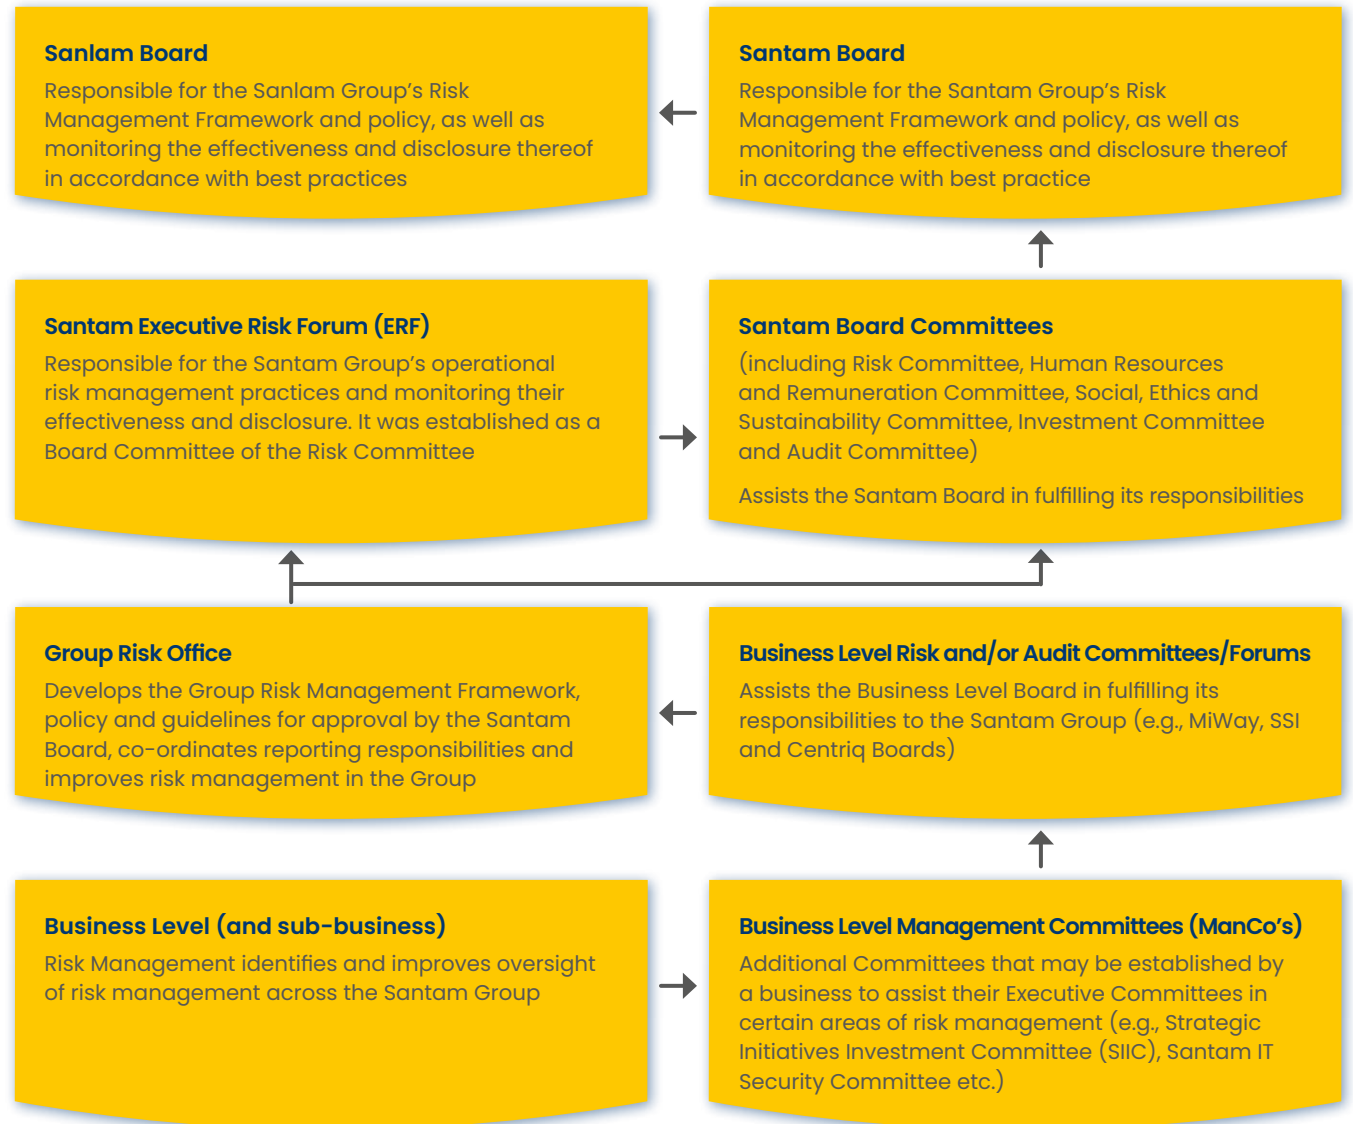 Sanlam Board
Responsible for the Sanlam Group’s Risk
Management Framework and policy, as well as
monitoring the effectiveness and disclosure thereof
in accordance with best practices
Santam Board
Responsible for the Santam Group’s Risk
Management Framework and policy, as well as
monitoring the effectiveness and disclosure thereof
in accordance with best practice
Santam Executive Risk Forum (ERF)
Responsible for the Santam Group’s operational
risk management practices and monitoring their
effectiveness and disclosure. It was established as a
Board Committee of the Risk Committee
Santam Board Committees
(including Risk Committee, Human Resources
and Remuneration Committee, Social, Ethics and
Sustainability Committee, Investment Committee
and Audit Committee)
Assists the Santam Board in fulfilling its responsibilities
Group Risk Office
Develops the Group Risk Management Framework,
policy and guidelines for approval by the Santam
Board, co-ordinates reporting responsibilities and
improves risk management in the Group
Business Level Risk and/or Audit Committees/Forums
Assists the Business Level Board in fulfilling its
responsibilities to the Santam Group (e.g., MiWay, SSI
and Centriq Boards)
Business Level (and sub-business)
Risk Management identifies and improves oversight
of risk management across the Santam Group
Business Level Management Committees (ManCo’s)
Additional Committees that may be established by
a business to assist their Executive Committees in
certain areas of risk management (e.g., Strategic
Initiatives Investment Committee (SIIC), Santam IT
Security Committee etc.)